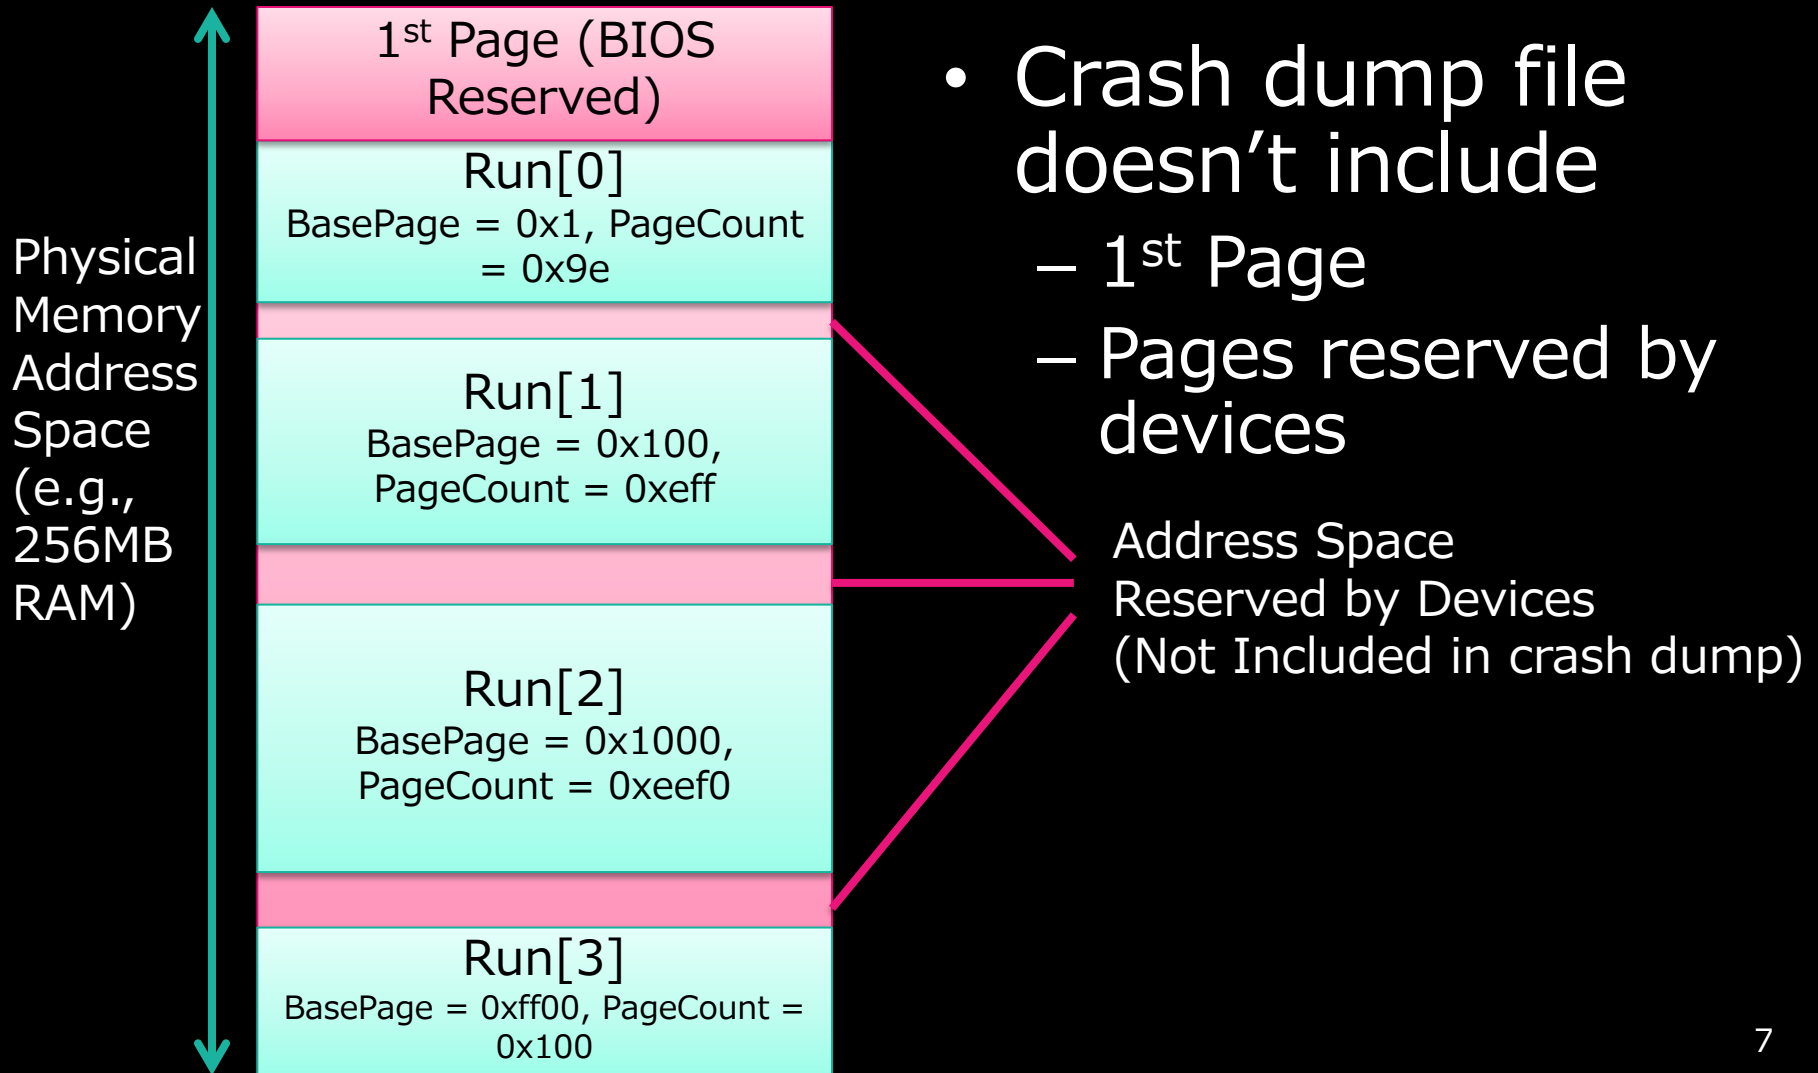 1st Page (BIOS
Reserved)
Run[0]
BasePage = 0x1, PageCount
= 0x9e
Run[1]
BasePage = 0x100,
PageCount = 0xeff
Run[2]
BasePage = 0x1000,
PageCount = 0xeef0
Run[3]
BasePage = 0xff00, PageCount =
0x100
Physical
Memory
Address
Space
(e.g.,
256MB
RAM)
• Crash dump file
doesn’t include
– 1st Page
– Pages reserved by
devices
Address Space
Reserved by Devices
(Not Included in crash dump)
7